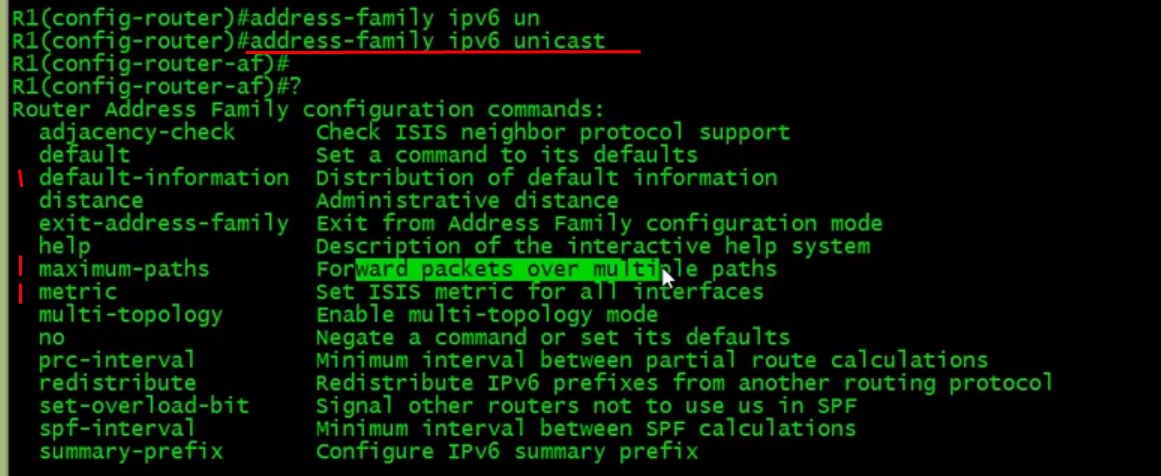 R1(config-router)#address-family ipv6 un
R1(config-router)#address-family ipv6 unicast
R1(config-router-af)#
R1(config-router-af)#?
Router Address Family configuration commands:
adjacency-check Check ISIS neighbor protocol support
default Set a command to its defaults
default-information Distribution of default information
distance Administrative distance
exit-address-family Exit from Address Family configuration mode
help Description of the interactive help system
maximum-paths Forward packets over multiple paths
metric Set ISIS metric for all interfaces
multi-topology Enable multi-topology mode
no Negate a command or set its defaults
prc-interval Minimum interval between partial route calculations
redistribute Redistribute IPv6 prefixes from another routing protocol
set-overload-bit Signal other routers not to use us in SPF
spf-interval Minimum interval between SPF calculations
summary-prefix Configure IPv6 summary prefix